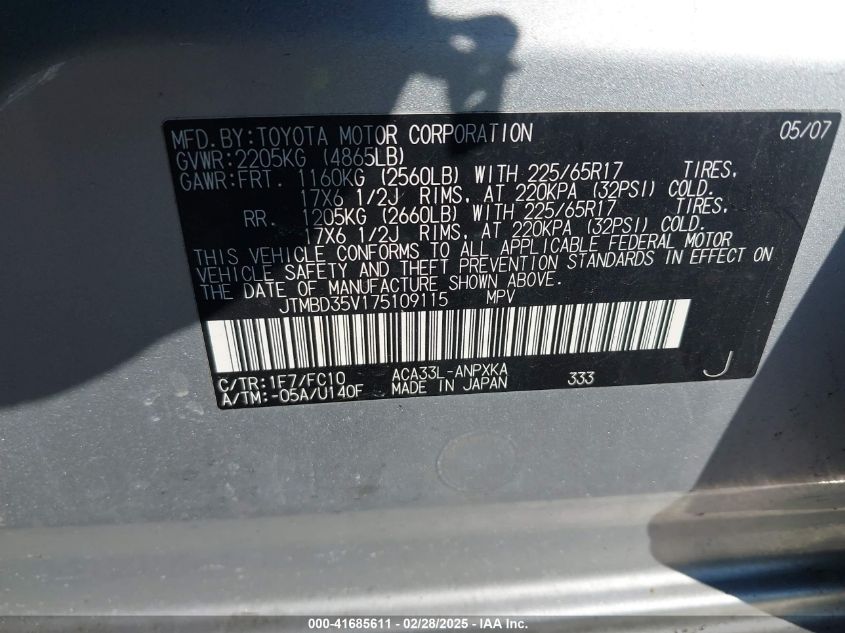 MFD. BY: TOYOTA MOTOR CORPORATION 05/07
GVWR: 2205KG (4865LB)
GAWR: FRT. 1160KG (2560LB) WITH 225/65R17 TIRES,
17X6 1/2J RIMS, AT 220KPA (32PSI) COLD.
RR. 1205KG (2660LB) WITH 225/65R17 TIRES,
17X6 1/2J RIMS, AT 220KPA (32PSI) COLD.
THIS VEHICLE CONFORMS TO ALL APPLICABLE FEDERAL MOTOR
VEHICLE SAFETY AND THEFT PREVENTION STANDARDS IN EFFECT ON
THE DATE OF MANUFACTURE SHOWN ABOVE.
JTMBD35V175109115 MPV
C/TR: 1F7/FC10 ACA33L-ANPXKA
A/TM: -05A/U140F MADE IN JAPAN 333 J
000-41685611 - 02/28/2025 - IAA Inc.